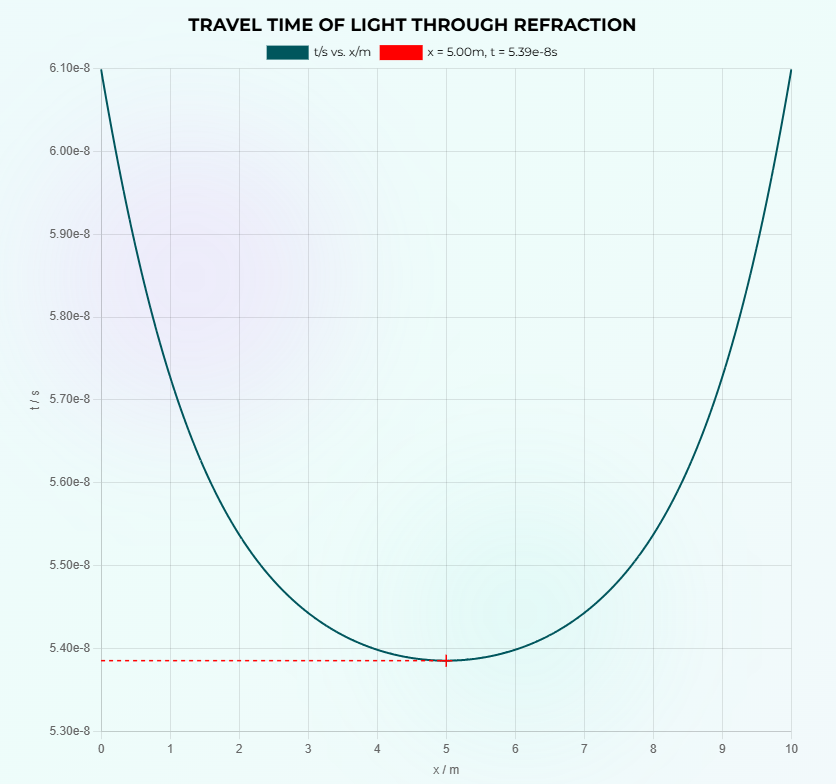 TRAVEL TIME OF LIGHT THROUGH REFRACTION
t/s vs. x/m x = 5.00m, t = 5.39e-8s
6.10e-8
6.00e-8
5.90e-8
5.80e-8
5.70e-8
5.60e-8
5.50e-8
5.40e-8
5.30e-8
t / s
0 1 2 3 4 5 6 7 8 9 10
x / m